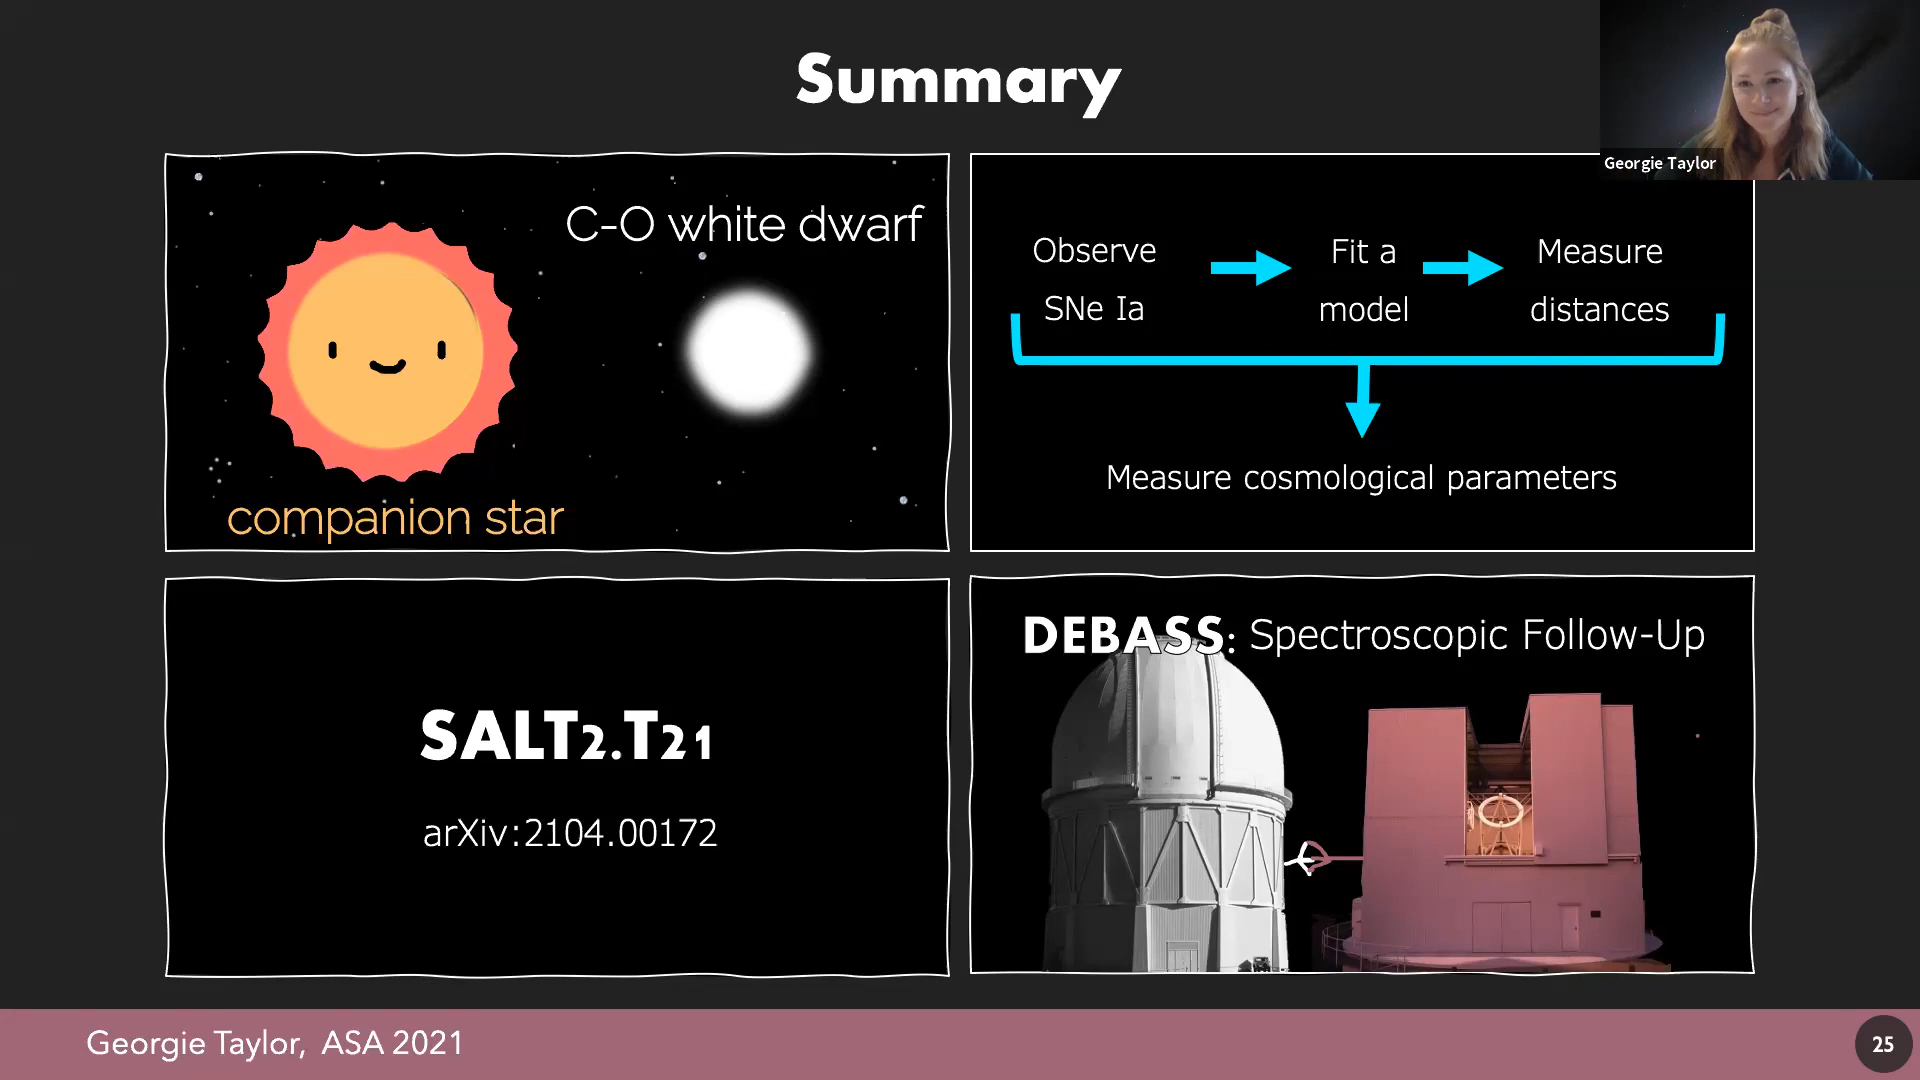 Summary
Georgie Taylor
C-O white dwarf
companion star
Observe
SNe Ia
Fit a
model
Measure
distances
Measure cosmological parameters
SALT2.T21
arXiv:2104.00172
DEBASS: Spectroscopic Follow-Up
Georgie Taylor, ASA 2021
25